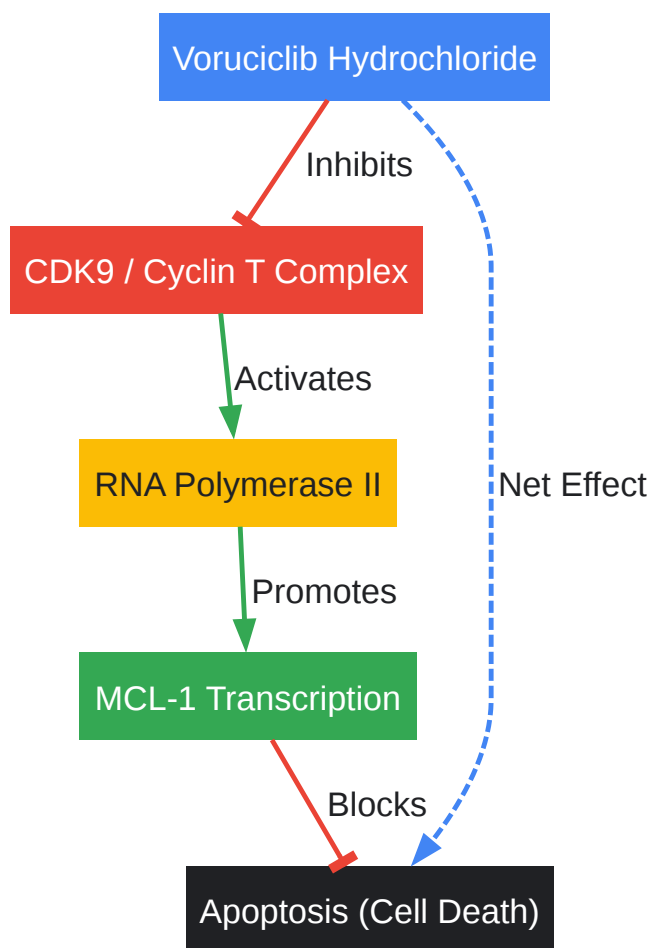 Voruciclib Hydrochloride
Inhibits
CDK9 / Cyclin T Complex
Activates
RNA Polymerase II
Net Effect
Promotes
MCL-1 Transcription
Blocks
Apoptosis (Cell Death)